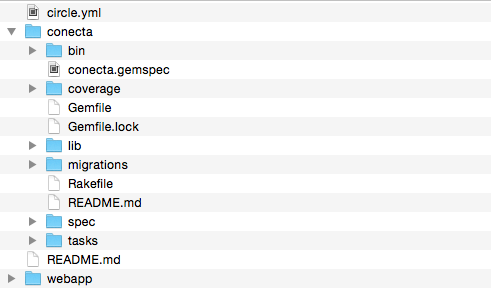 circle.yml
conecta
bin
conecta.gemspec
coverage
Gemfile
Gemfile.lock
lib
migrations
Rakefile
README.md
spec
tasks
README.md
webapp